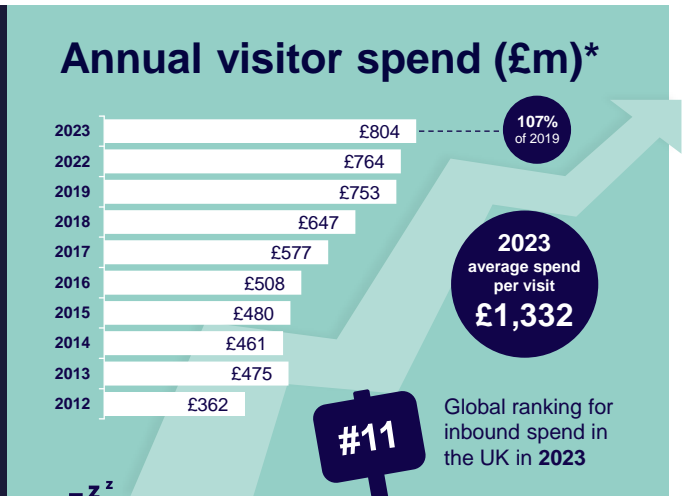 Annual visitor spend (£m)*
2023 £804
107%
of 2019
2022 £764
2019 £753
2018 £647
2017 £577
2016 £508
2015 £480
2014 £461
2013 £475
2012 £362
2023
average spend
per visit
£1,332
#11
Global ranking for
inbound spend in
the UK in 2023
z z